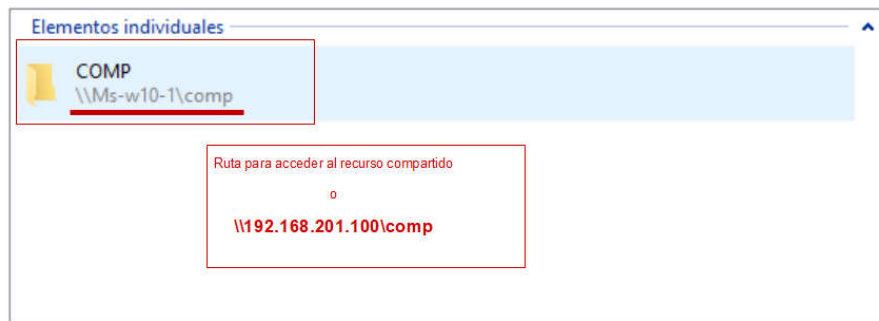 Elementos individuales
COMP
\\Ms-w10-1\comp
Ruta para acceder al recurso compartido
o
\\192.168.201.100\comp